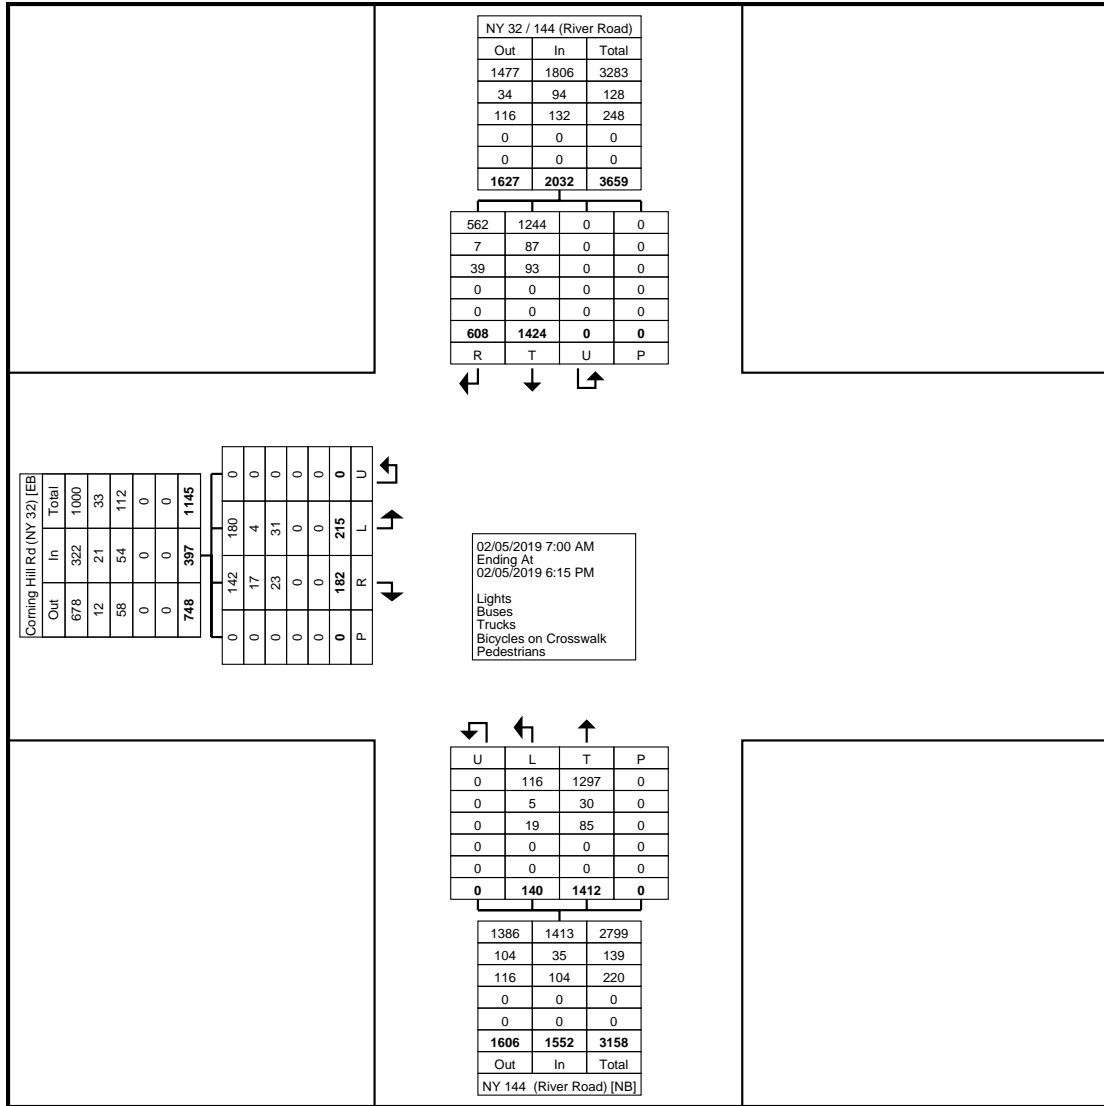 NY 32 / 144 (River Road)
Out In Total
1477 1806 3283
34 94 128
116 132 248
0 0 0
0 0 0
1627 2032 3659
562 1244 0 0
7 87 0 0
39 93 0 0
0 0 0 0
0 0 0 0
608 1424 0 0
R T U P
Corning Hill Rd (NY 32) [EB
Out In Total
678 322 1000
12 21 33
58 54 112
0 0 0
0 0 0
748 397 1145
0 142 180 0
0 17 4 0
0 23 31 0
0 0 0 0
0 0 0 0
0 182 215 0
P R L U
02/05/2019 7:00 AM
Ending At
02/05/2019 6:15 PM
Lights
Buses
Trucks
Bicycles on Crosswalk
Pedestrians
U L T P
0 116 1297 0
0 5 30 0
0 19 85 0
0 0 0 0
0 0 0 0
0 140 1412 0
1386 1413 2799
104 35 139
116 104 220
0 0 0
0 0 0
1606 1552 3158
Out In Total
NY 144 (River Road) [NB]